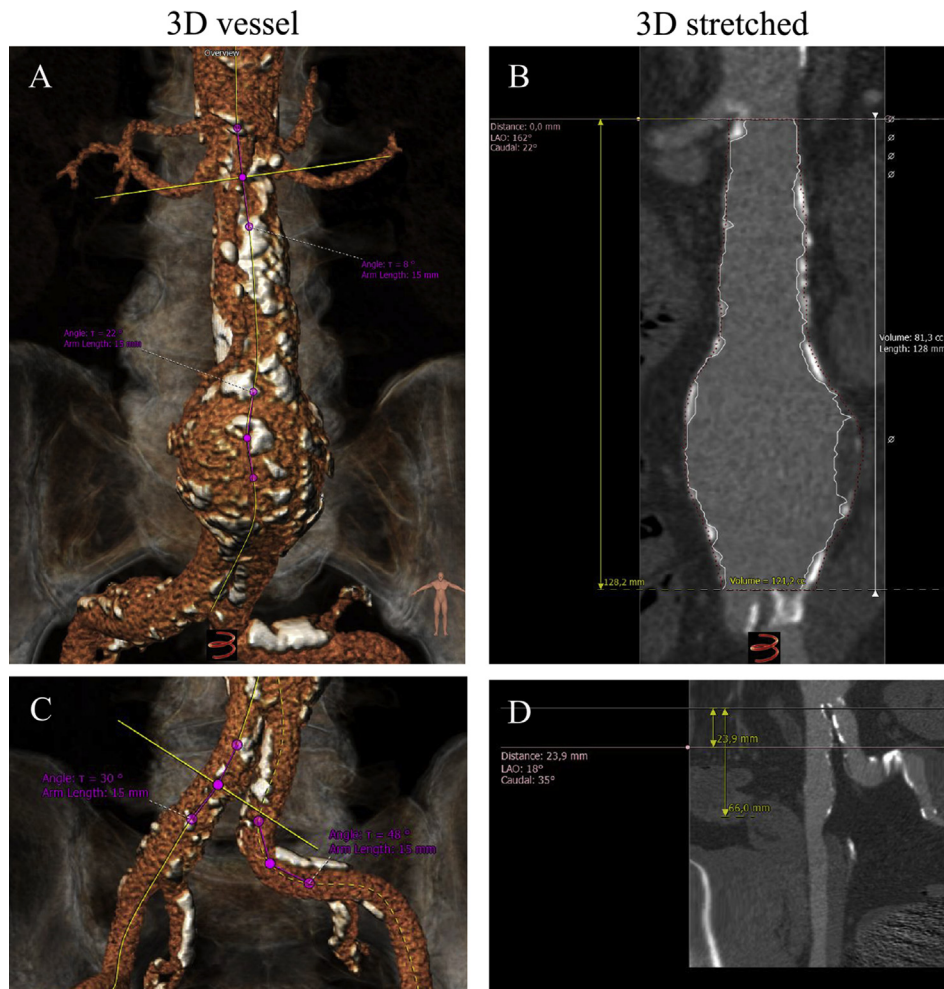 3D vessel
3D stretched
A
Overview
Angle: τ = 8 °
Arm Length: 15 mm
Angle: τ = 22 °
Arm Length: 15 mm
B
Distance: 0,0 mm
LAO: 162°
Caudal: 22°
Volume: 81,3 cc
Length: 128 mm
128,2 mm
Volume = 121,2 cc
C
Angle: τ = 30 °
Arm Length: 15 mm
Angle: τ = 48 °
Arm Length: 15 mm
D
23,9 mm
Distance: 23,9 mm
LAO: 18°
Caudal: 35°
66,0 mm